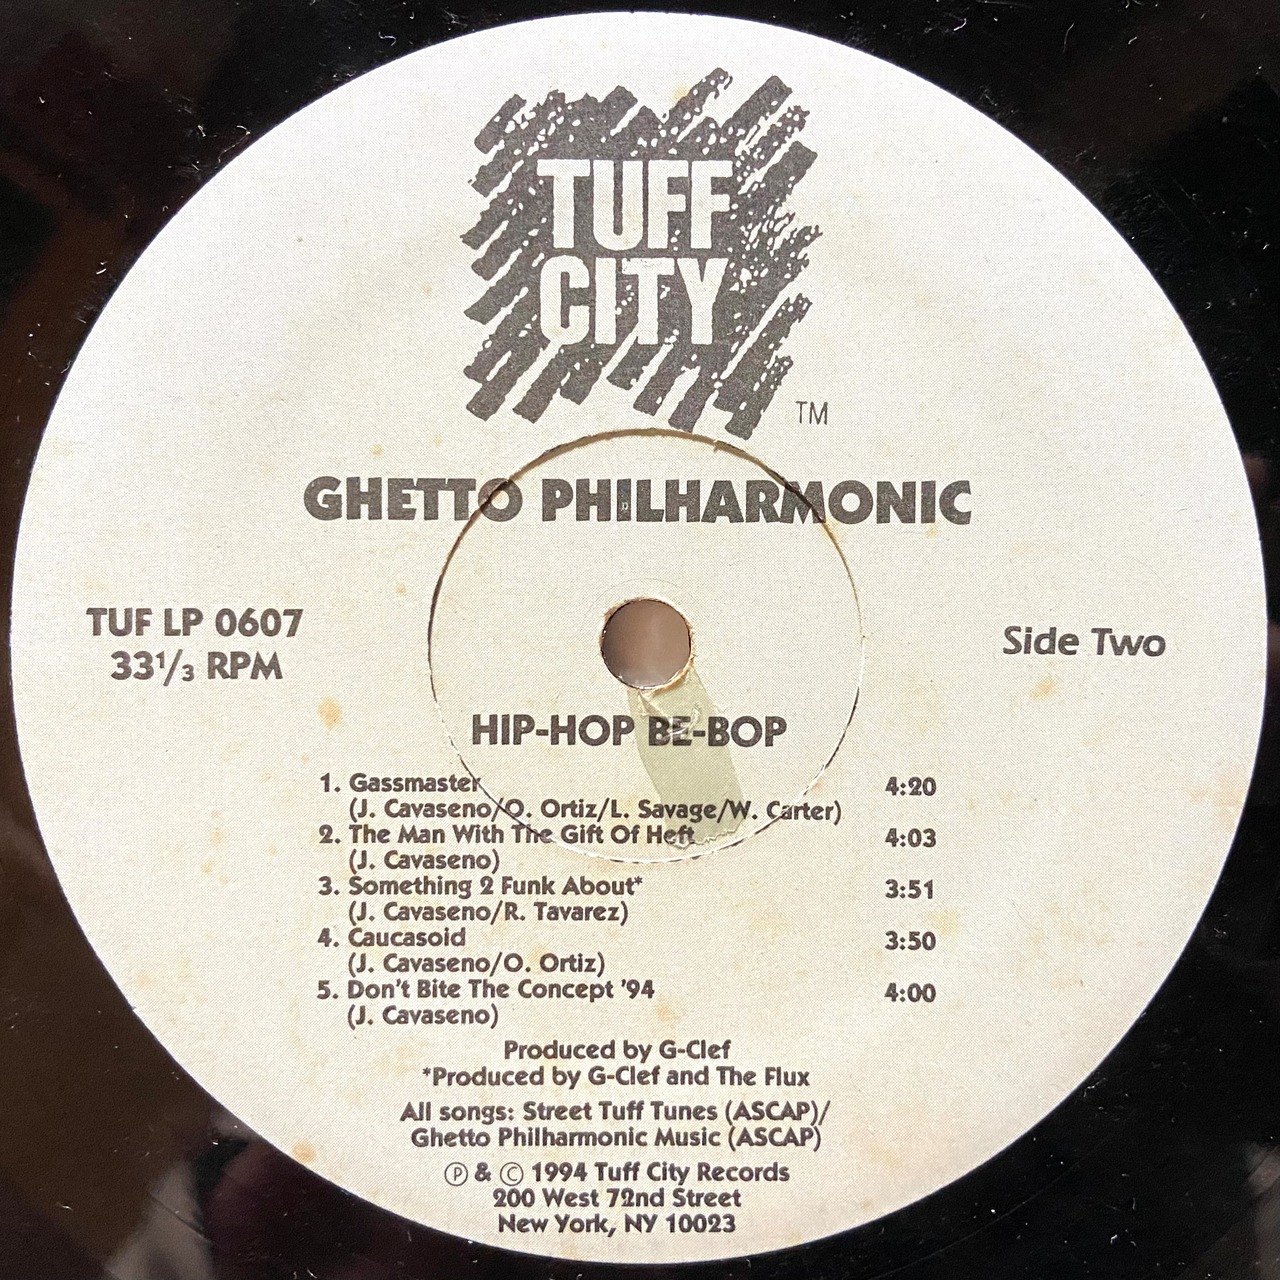 TUFF
CITY
TM
GHETTO PHILHARMONIC
TUF LP 0607
33 1/3 RPM
Side Two
HIP-HOP BE-BOP
1. Gassmaster 4:20
(J. Cavaseno/O. Ortiz/L. Savage/W. Carter)
2. The Man With The Gift Of Heft 4:03
(J. Cavaseno)
3. Something 2 Funk About* 3:51
(J. Cavaseno/R. Tavarez)
4. Caucasoid 3:50
(J. Cavaseno/O. Ortiz)
5. Don't Bite The Concept '94 4:00
(J. Cavaseno)
Produced by G-Clef
*Produced by G-Clef and The Flux
All songs: Street Tuff Tunes (ASCAP)/
Ghetto Philharmonic Music (ASCAP)
℗ & © 1994 Tuff City Records
200 West 72nd Street
New York, NY 10023